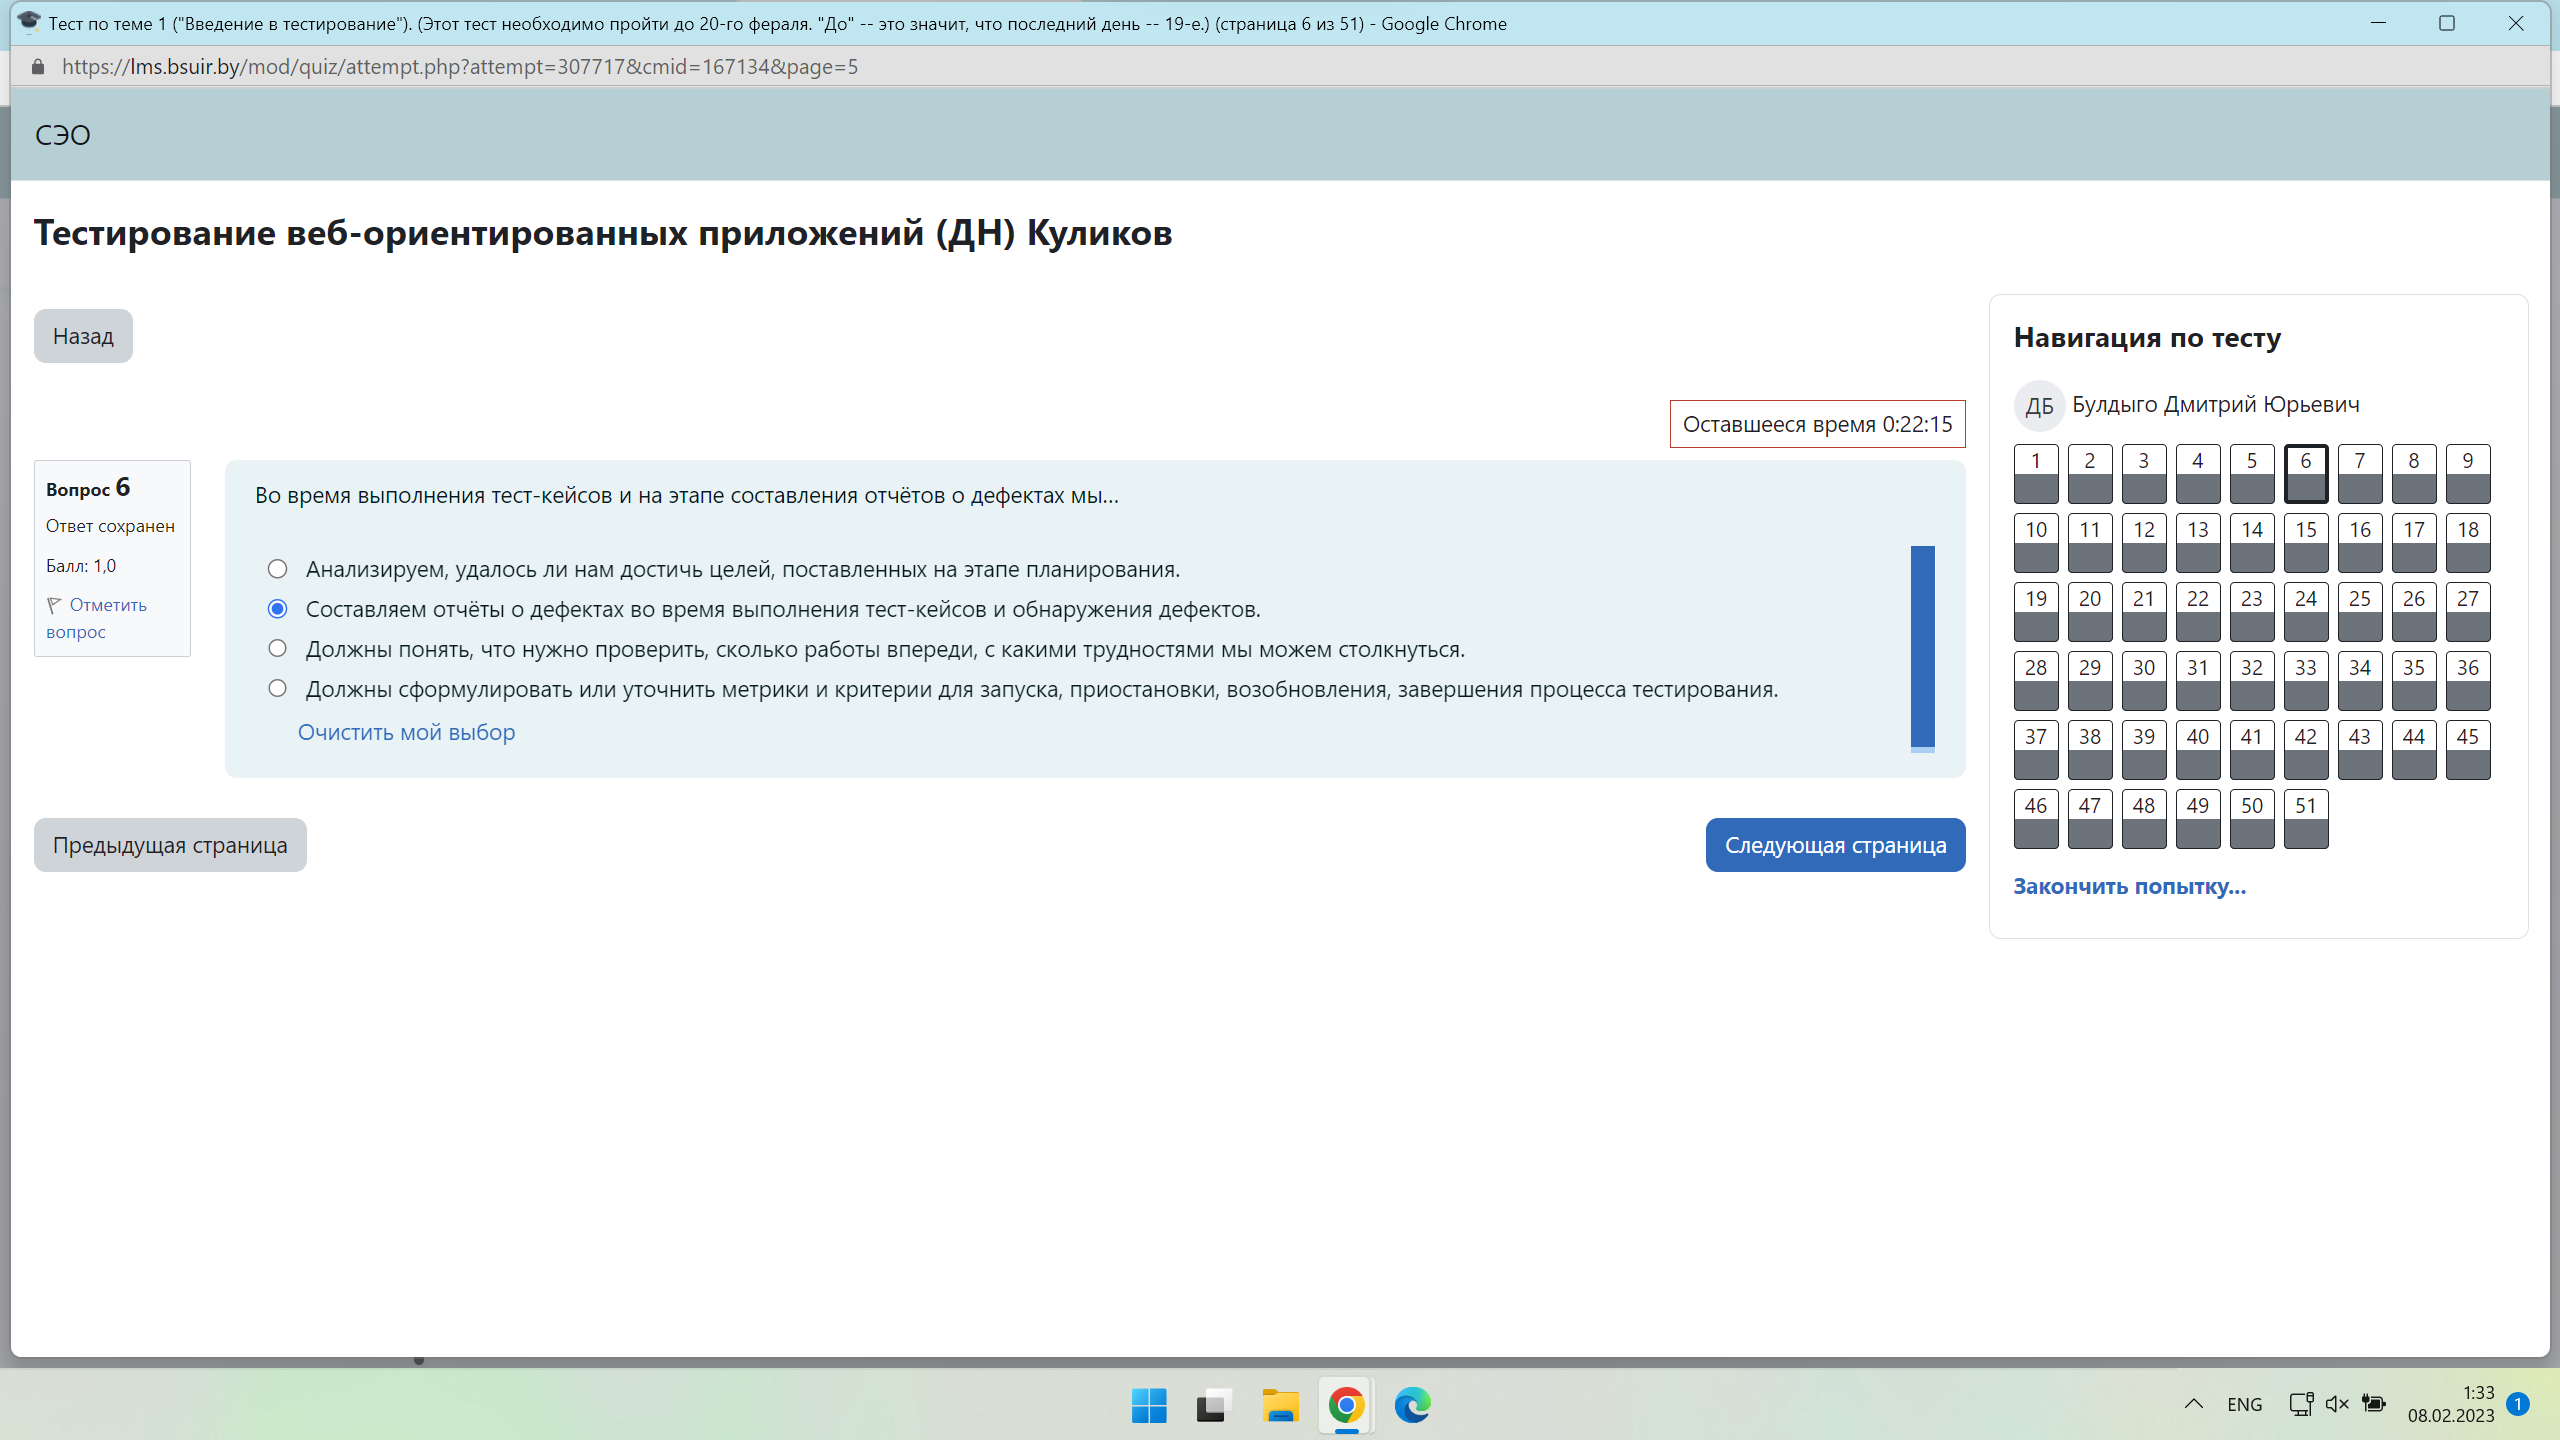 Тест по теме 1 ("Введение в тестирование"). (Этот тест необходимо пройти до 20-го фераля. "До" -- это значит, что последний день -- 19-е.) (страница 6 из 51) - Google Chrome
https://lms.bsuir.by/mod/quiz/attempt.php?attempt=307717&cmid=167134&page=5
СЭО
Тестирование веб-ориентированных приложений (ДН) Куликов
Назад
Оставшееся время 0:22:15
Вопрос 6
Ответ сохранен
Балл: 1,0
Отметить
вопрос
Во время выполнения тест-кейсов и на этапе составления отчётов о дефектах мы...
Анализируем, удалось ли нам достичь целей, поставленных на этапе планирования.
Составляем отчёты о дефектах во время выполнения тест-кейсов и обнаружения дефектов.
Должны понять, что нужно проверить, сколько работы впереди, с какими трудностями мы можем столкнуться.
Должны сформулировать или уточнить метрики и критерии для запуска, приостановки, возобновления, завершения процесса тестирования.
Очистить мой выбор
Предыдущая страница
Следующая страница
Навигация по тесту
ДБ Булдыго Дмитрий Юрьевич
1 2 3 4 5 6 7 8 9
10 11 12 13 14 15 16 17 18
19 20 21 22 23 24 25 26 27
28 29 30 31 32 33 34 35 36
37 38 39 40 41 42 43 44 45
46 47 48 49 50 51
Закончить попытку...
ENG
1:33
08.02.2023
1